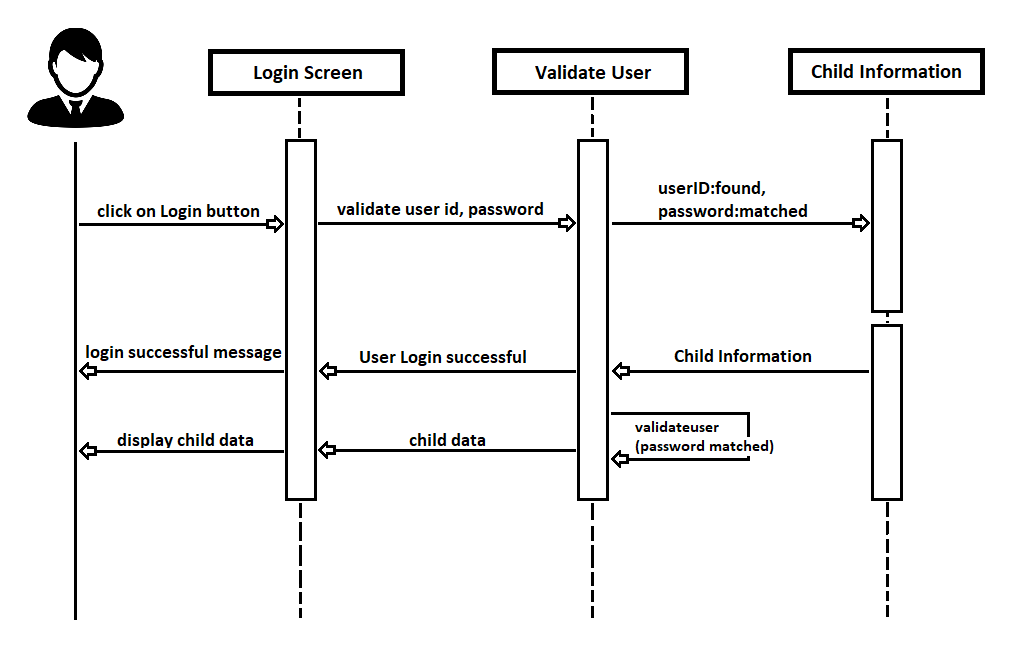 Login Screen
Validate User
Child Information
click on Login button
validate user id, password
userID:found,
password:matched
login successful message
User Login successful
Child Information
display child data
child data
validateuser
(password matched)